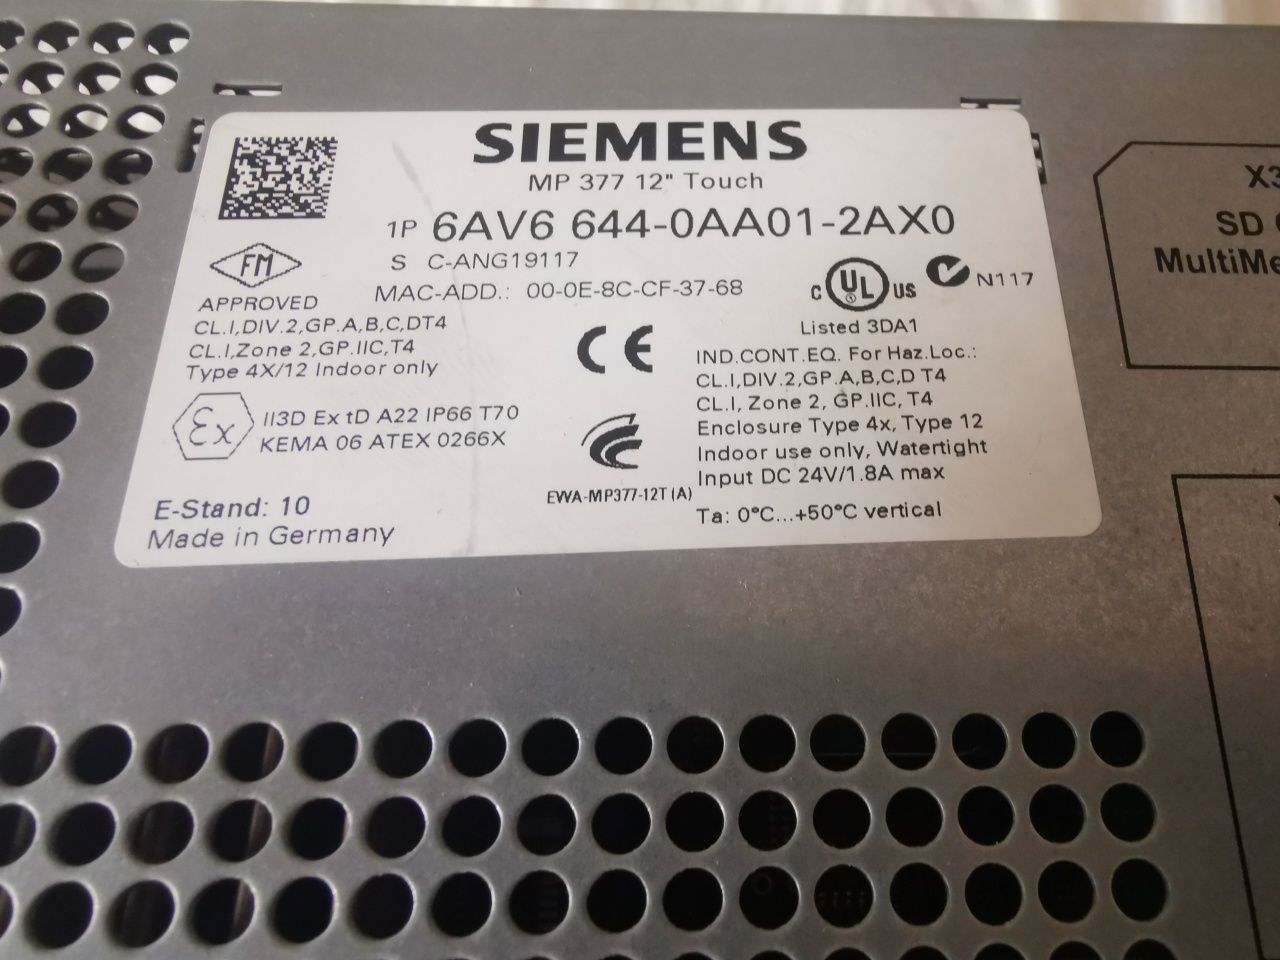 SIEMENS
MP 377 12" Touch
1P 6AV6 644-0AA01-2AX0
S C-ANG19117
MAC-ADD.: 00-0E-8C-CF-37-68
FM
APPROVED
CL.I,DIV.2,GP.A,B,C,DT4
CL.I,Zone 2,GP.IIC,T4
Type 4X/12 Indoor only
Ex
II3D Ex tD A22 IP66 T70
KEMA 06 ATEX 0266X
E-Stand: 10
Made in Germany
CE
EWA-MP377-12T(A)
C UL US
N117
Listed 3DA1
IND.CONT.EQ. For Haz.Loc.:
CL.I,DIV.2,GP.A,B,C,D T4
CL.I, Zone 2, GP.IIC, T4
Enclosure Type 4x, Type 12
Indoor use only, Watertight
Input DC 24V/1.8A max
Ta: 0°C...+50°C vertical
X3
SD
MultiMe